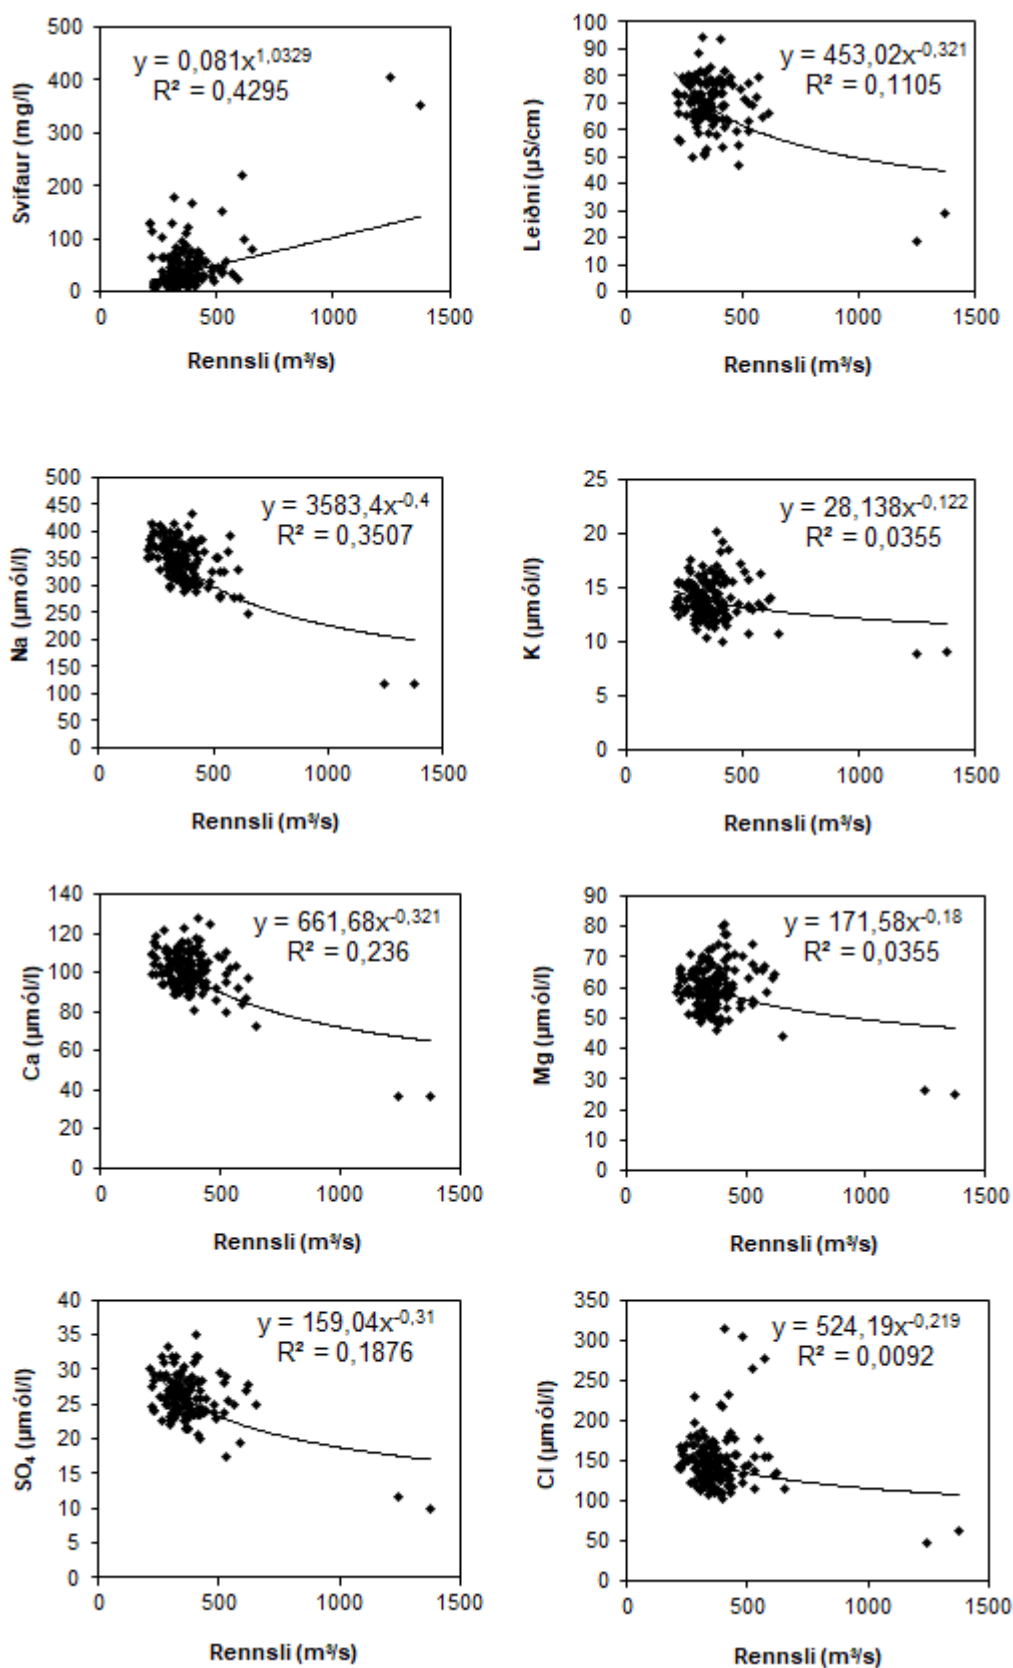 y = 0,081x^1,0329
R² = 0,4295
500
400
300
200
100
0
Svifaur (mg/l)
0 500 1000 1500
Rennsli (m³/s)
y = 453,02x^-0,321
R² = 0,1105
100
90
80
70
60
50
40
30
20
10
0
Leiðni (µS/cm)
0 500 1000 1500
Rennsli (m³/s)
y = 3583,4x^-0,4
R² = 0,3507
500
450
400
350
300
250
200
150
100
50
0
Na (µmól/l)
0 500 1000 1500
Rennsli (m³/s)
y = 28,138x^-0,122
R² = 0,0355
25
20
15
10
5
0
K (µmól/l)
0 500 1000 1500
Rennsli (m³/s)
y = 661,68x^-0,321
R² = 0,236
140
120
100
80
60
40
20
0
Ca (µmól/l)
0 500 1000 1500
Rennsli (m³/s)
y = 171,58x^-0,18
R² = 0,0355
90
80
70
60
50
40
30
20
10
0
Mg (µmól/l)
0 500 1000 1500
Rennsli (m³/s)
y = 159,04x^-0,31
R² = 0,1876
40
35
30
25
20
15
10
5
0
SO₄ (µmól/l)
0 500 1000 1500
Rennsli (m³/s)
y = 524,19x^-0,219
R² = 0,0092
350
300
250
200
150
100
50
0
Cl (µmól/l)
0 500 1000 1500
Rennsli (m³/s)